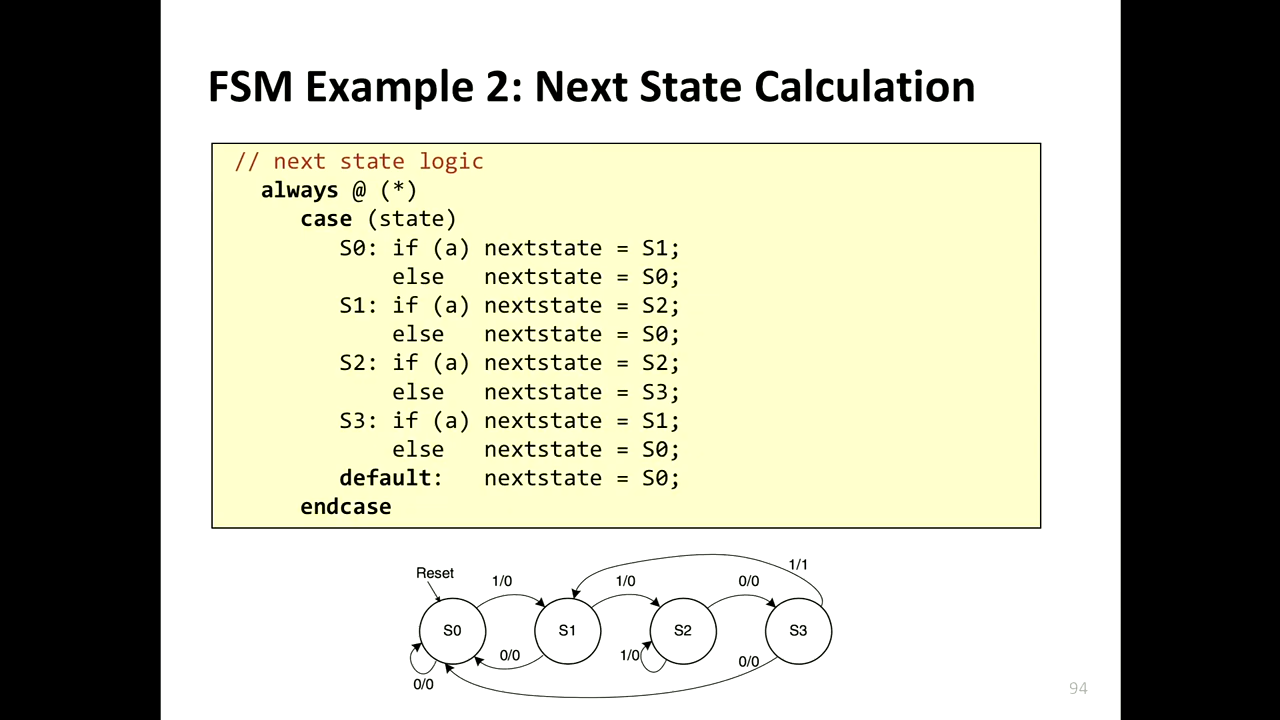 FSM Example 2: Next State Calculation
// next state logic
always @ (*)
case (state)
S0: if (a) nextstate = S1;
else nextstate = S0;
S1: if (a) nextstate = S2;
else nextstate = S0;
S2: if (a) nextstate = S2;
else nextstate = S3;
S3: if (a) nextstate = S1;
else nextstate = S0;
default: nextstate = S0;
endcase
1/1
Reset
1/0 1/0 0/0
S0 S1 S2 S3
0/0 1/0 0/0
0/0
94